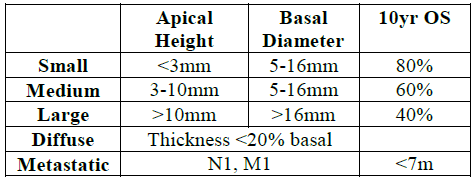 Apical Height Basal Diameter 10yr OS
Small <3mm 5-16mm 80%
Medium 3-10mm 5-16mm 60%
Large >10mm >16mm 40%
Diffuse Thickness <20% basal
Metastatic N1, M1 <7m